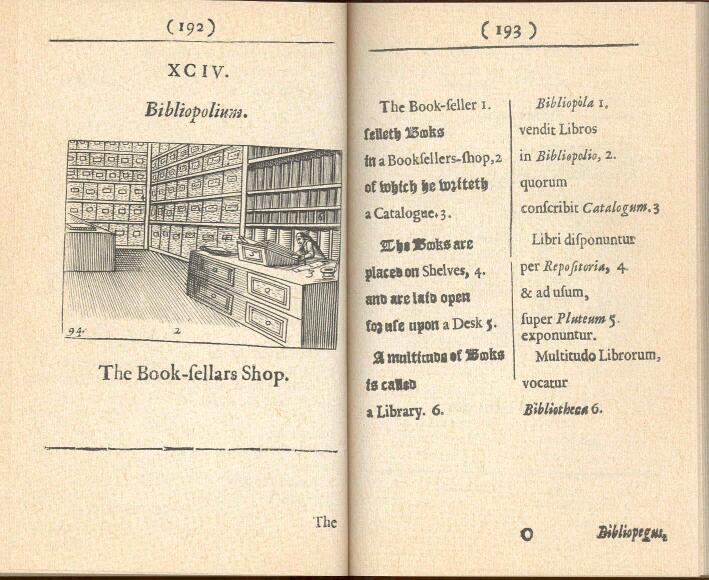 (192)
XCIV.
Bibliopolium.
94.
2
The Book-ſellars Shop.
The
(193)
The Book-ſeller 1.
ſelleth Books
in a Bookſellers-ſhop,2
of which he writeth
a Catalogue.3.
The Books are
placed on Shelves, 4.
and are laid open
for uſe upon a Desk 5.
A multitude of Books
is called
a Library. 6.
Bibliopôla 1.
vendit Libros
in Bibliopolio, 2.
quorum
conſcribit Catalogum.3
Libri diſponuntur
per Repoſitoria, 4.
& ad uſum,
ſuper Pluteum 5.
exponuntur.
Multitudo Librorum,
vocatur
Bibliotheca 6.
O
Bibliopegus,